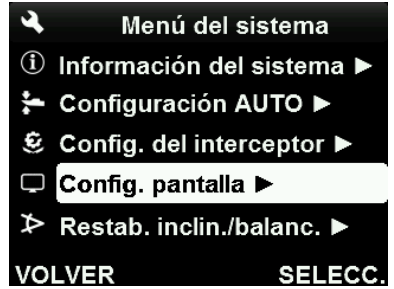 Menú del sistema
Información del sistema ▶
Configuración AUTO ▶
Config. del interceptor ▶
Config. pantalla ▶
Restab. inclin./balanc. ▶
VOLVER SELECC.